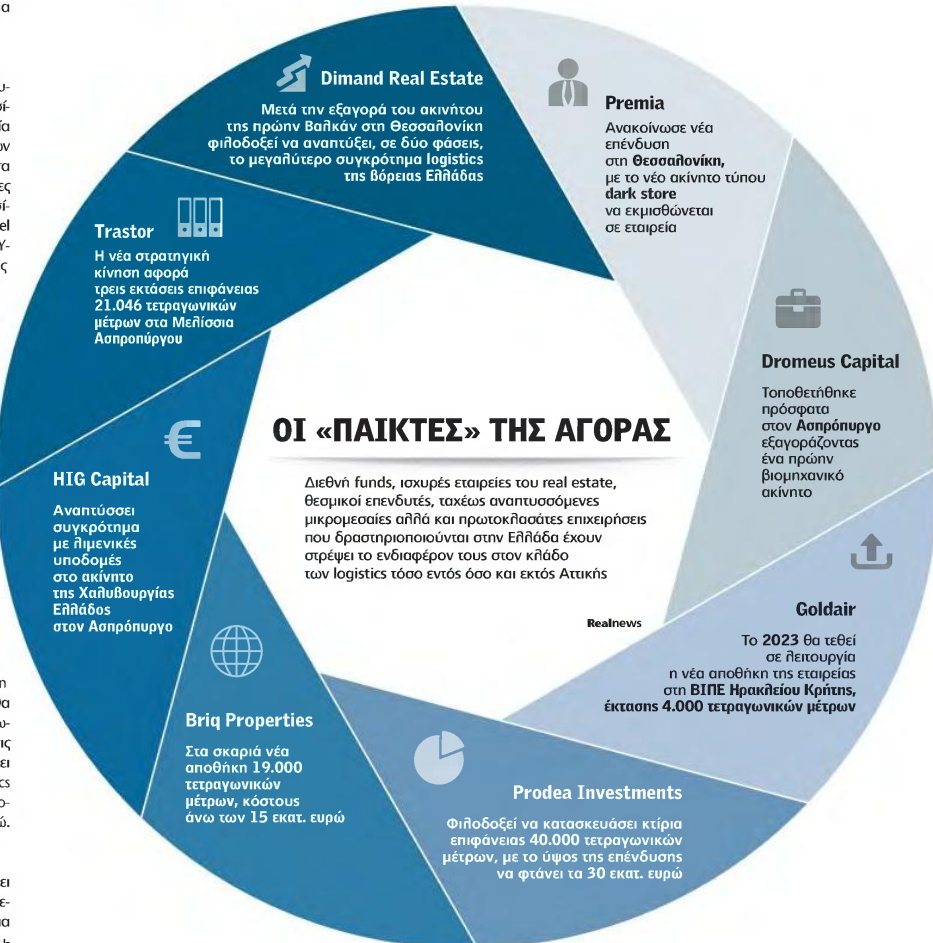 Dimand Real Estate
Μετά την εξαγορά του ακινήτου
της πρώην Βαλκάν στη Θεσσαλονίκη
φιλοδοξεί να αναπτύξει, σε δύο φάσεις,
το μεγαλύτερο συγκρότημα logistics
της βόρειας Ελλάδας
Premia
Ανακοίνωσε νέα
επένδυση
στη Θεσσαλονίκη,
με το νέο ακίνητο τύπου
dark store
να εκμισθώνεται
σε εταιρεία
Trastor
Η νέα στρατηγική
κίνηση αφορά
τρεις εκτάσεις επιφάνειας
21.046 τετραγωνικών
μέτρων στα Μελίσσια
Ασπροπύργου
Dromeus Capital
Τοποθετήθηκε
πρόσφατα
στον Ασπρόπυργο
εξαγοράζοντας
ένα πρώην
βιομηχανικό
ακίνητο
ΟΙ «ΠΑΙΚΤΕΣ» ΤΗΣ ΑΓΟΡΑΣ
Διεθνή funds, ισχυρές εταιρείες του real estate,
θεσμικοί επενδυτές, ταχέως αναπτυσσόμενες
μικρομεσαίες αλλά και πρωτοκλασάτες επιχειρήσεις
που δραστηριοποιούνται στην Ελλάδα έχουν
στρέψει το ενδιαφέρον τους στον κλάδο
των logistics τόσο εντός όσο και εκτός Αττικής
Realnews
HIG Capital
Αναπτύσσει
συγκρότημα
με λιμενικές
υποδομές
στο ακίνητο
της Χαλυβουργίας
Ελλάδος
στον Ασπρόπυργο
Goldair
Το 2023 θα τεθεί
σε λειτουργία
η νέα αποθήκη της εταιρείας
στη ΒΙΠΕ Ηρακλείου Κρήτης,
έκτασης 4.000 τετραγωνικών μέτρων
Briq Properties
Στα σκαριά νέα
αποθήκη 19.000
τετραγωνικών
μέτρων, κόστους
άνω των 15 εκατ. ευρώ
Prodea Investments
Φιλοδοξεί να κατασκευάσει κτίρια
επιφάνειας 40.000 τετραγωνικών
μέτρων, με το ύψος της επένδυσης
να φτάνει τα 30 εκατ. ευρώ